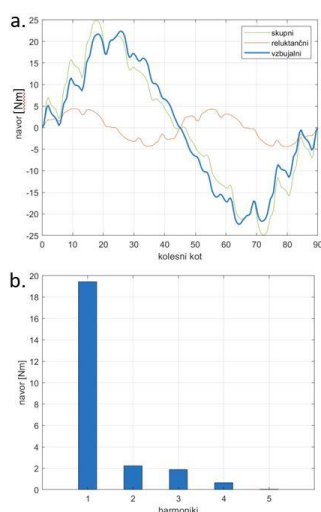 a.
25
20
15
10
5
0
-5
-10
-15
-20
-25
navor [Nm]
skupni
reluktančni
vzbujalni
0 10 20 30 40 50 60 70 80 90
kolesni kot
b.
20
18
16
14
12
10
8
6
4
2
0
navor [Nm]
1 2 3 4 5
harmoniki